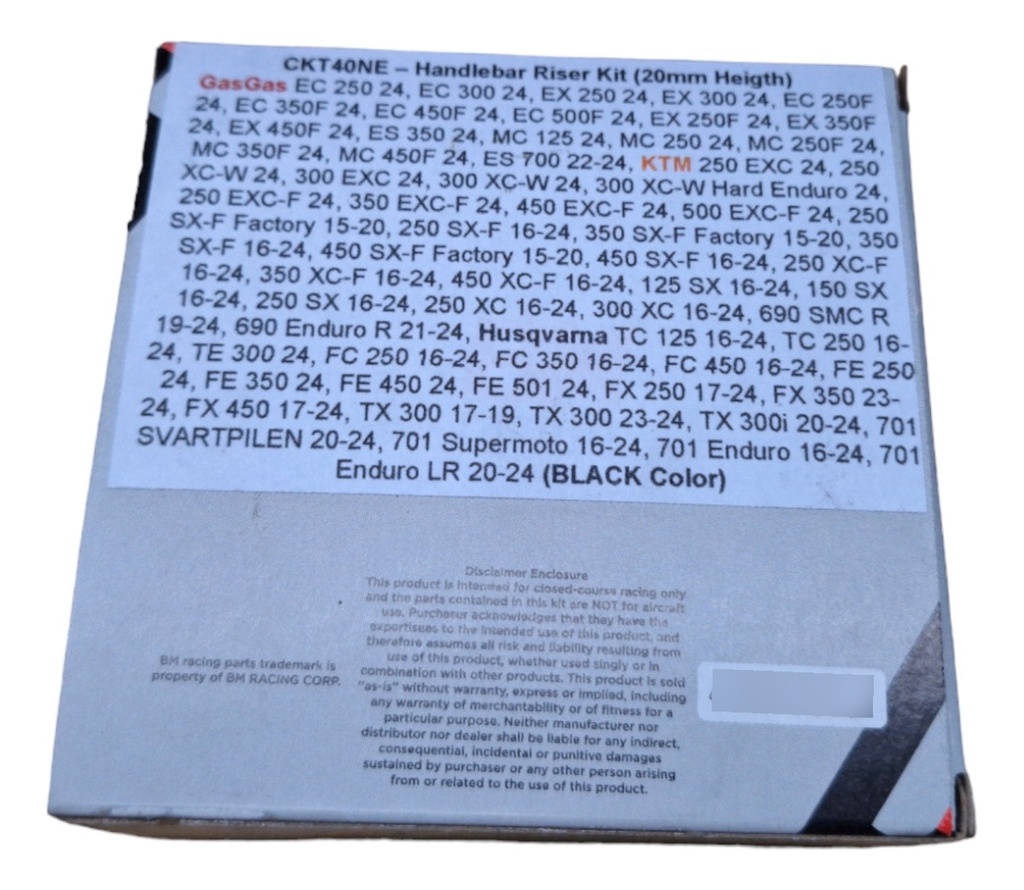 CKT40NE – Handlebar Riser Kit (20mm Heigth)
GasGas EC 250 24, EC 300 24, EX 250 24, EX 300 24, EC 250F
24, EC 350F 24, EC 450F 24, EC 500F 24, EX 250F 24, EX 350F
24, EX 450F 24, ES 350 24, MC 125 24, MC 250 24, MC 250F 24,
MC 350F 24, MC 450F 24, ES 700 22-24, KTM 250 EXC 24, 250
XC-W 24, 300 EXC 24, 300 XC-W 24, 300 XC-W Hard Enduro 24,
250 EXC-F 24, 350 EXC-F 24, 450 EXC-F 24, 500 EXC-F 24, 250
SX-F Factory 15-20, 250 SX-F 16-24, 350 SX-F Factory 15-20, 350
SX-F 16-24, 450 SX-F Factory 15-20, 450 SX-F 16-24, 250 XC-F
16-24, 350 XC-F 16-24, 450 XC-F 16-24, 125 SX 16-24, 150 SX
16-24, 250 SX 16-24, 250 XC 16-24, 300 XC 16-24, 690 SMC R
19-24, 690 Enduro R 21-24, Husqvarna TC 125 16-24, TC 250 16-
24, TE 300 24, FC 250 16-24, FC 350 16-24, FC 450 16-24, FE 250
24, FE 350 24, FE 450 24, FE 501 24, FX 250 17-24, FX 350 23-
24, FX 450 17-24, TX 300 17-19, TX 300 23-24, TX 300i 20-24, 701
SVARTPILEN 20-24, 701 Supermoto 16-24, 701 Enduro 16-24, 701
Enduro LR 20-24 (BLACK Color)
BM racing parts trademark is
property of BM RACING CORP.
Disclaimer Enclosure
This product is intended for closed-course racing only
and the parts contained in this kit are NOT for aircraft
use. Purchaser acknowledges that they have the
expertisees to the intended use of this product, and
therefore assumes all risk and liability resulting from
use of this product, whether used singly or in
combination with other products. This product is sold
"as-is" without warranty, express or implied, including
any warranty of merchantability or of fitness for a
particular purpose. Neither manufacturer nor
distributor nor dealer shall be liable for any indirect,
consequential, incidental or punitive damages
sustained by purchaser or any other person arising
from or related to the use of this product.